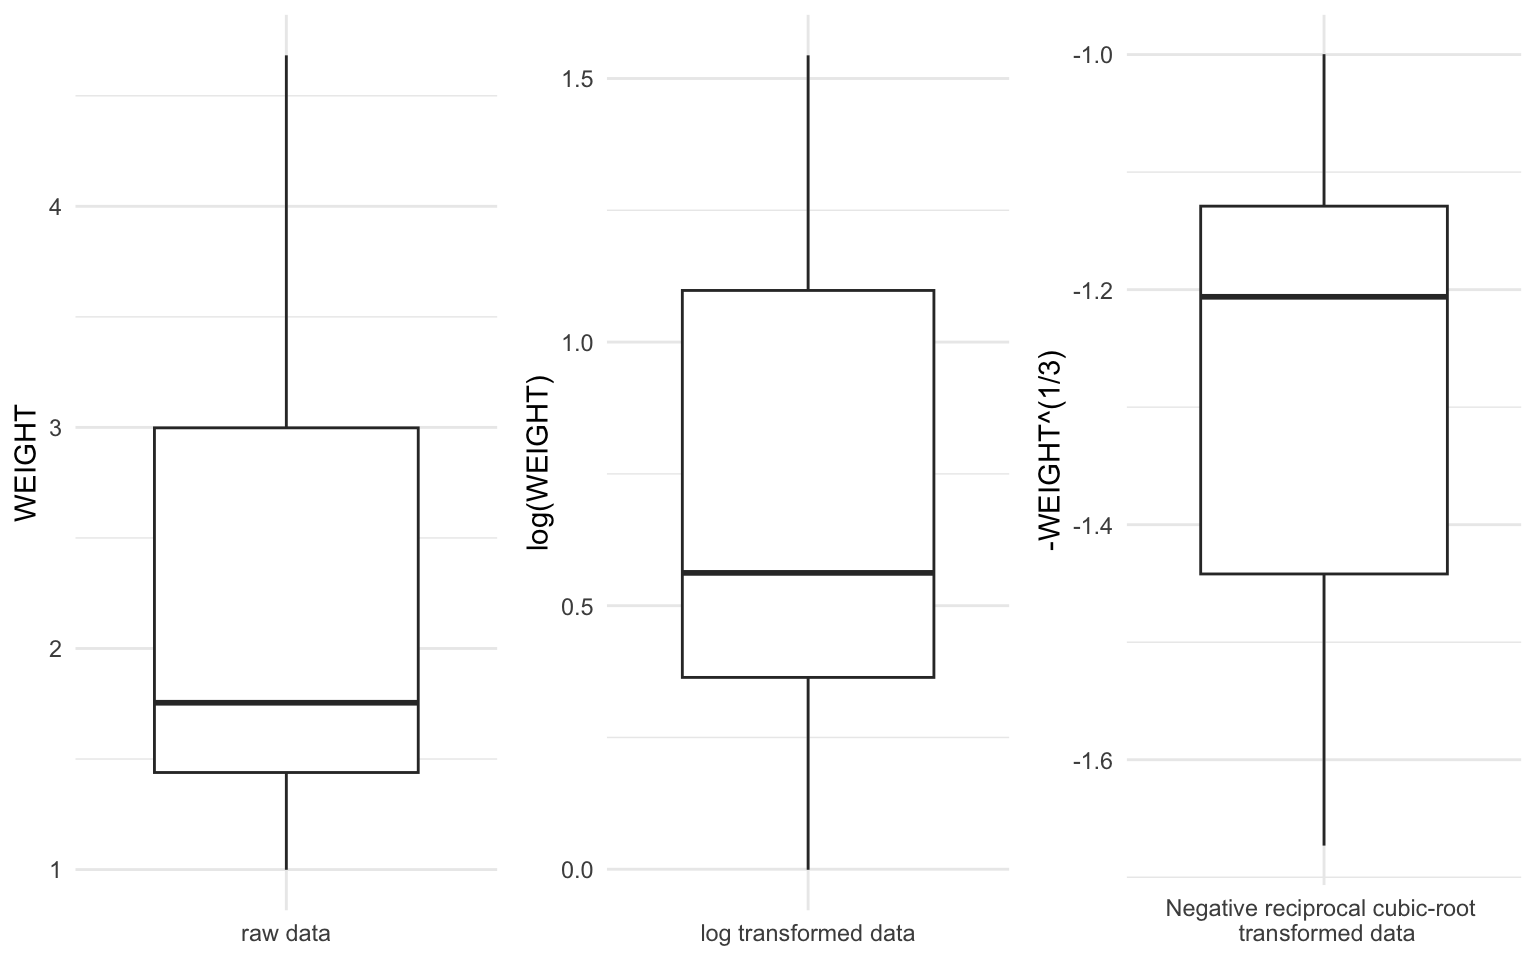 WEIGHT
4
3
2
1
raw data
log(WEIGHT)
1.5
1.0
0.5
0.0
log transformed data
-WEIGHT^(1/3)
-1.0
-1.2
-1.4
-1.6
Negative reciprocal cubic-root
transformed data